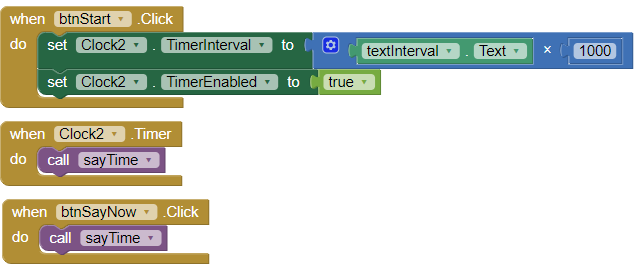 when btnStart .Click
do set Clock2 . TimerInterval to textInterval . Text × 1000
set Clock2 . TimerEnabled to true
when Clock2 .Timer
do call sayTime
when btnSayNow .Click
do call sayTime